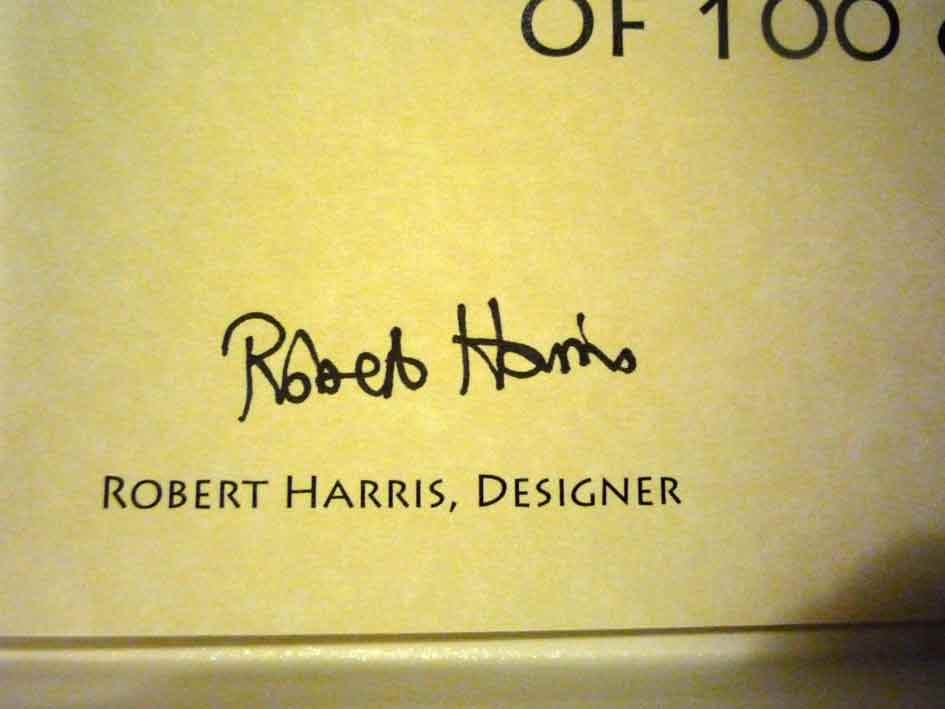 OF 100
Robert Harris
ROBERT HARRIS, DESIGNER